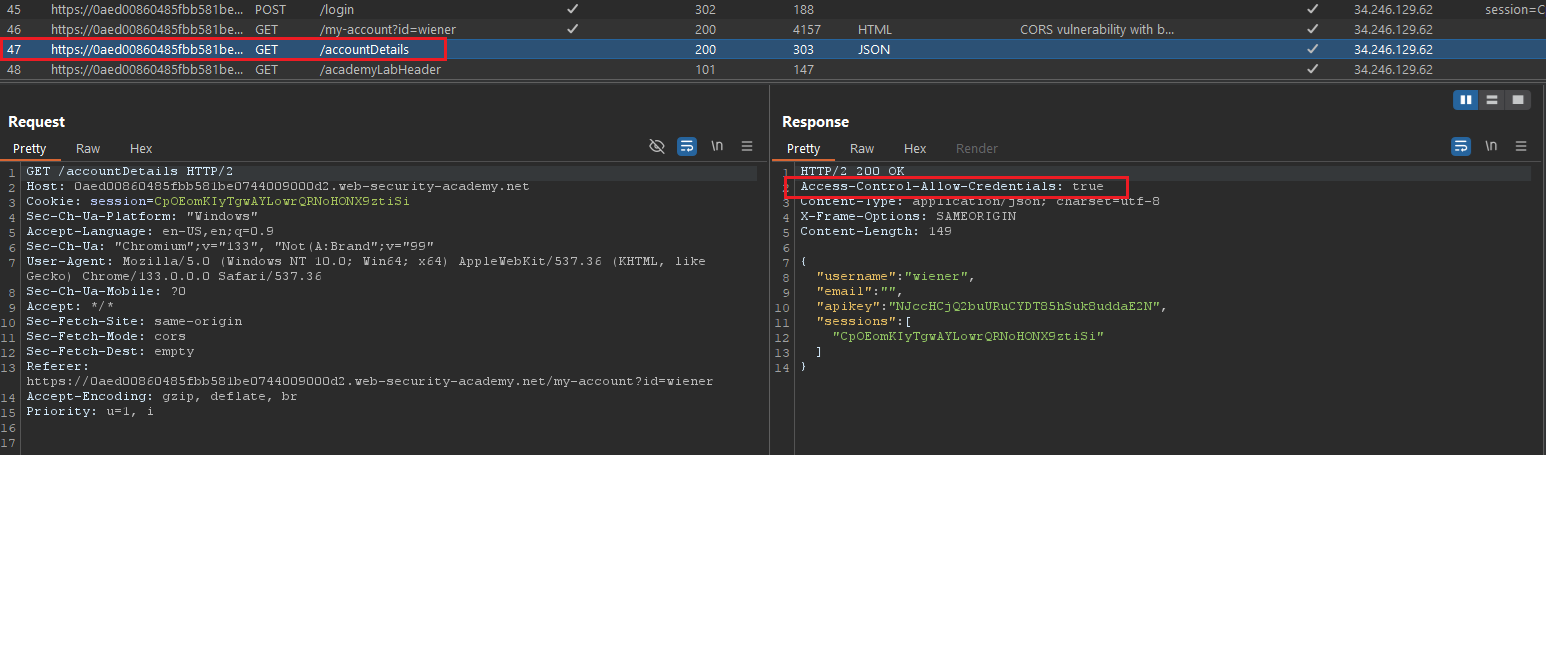 45 https://0aed00860485fbb581be... POST /login ✓ 302 188 ✓ 34.246.129.62 session=C
46 https://0aed00860485fbb581be... GET /my-account?id=wiener ✓ 200 4157 HTML CORS vulnerability with b... ✓ 34.246.129.62
47 https://0aed00860485fbb581be... GET /accountDetails 200 303 JSON ✓ 34.246.129.62
48 https://0aed00860485fbb581be... GET /academyLabHeader 101 147 ✓ 34.246.129.62
Request
Pretty Raw Hex \n
1 GET /accountDetails HTTP/2
2 Host: 0aed00860485fbb581be0744009000d2.web-security-academy.net
3 Cookie: session=CpOEomKIyTgwAYLowrQRNoHONX9ztiSi
4 Sec-Ch-Ua-Platform: "Windows"
5 Accept-Language: en-US,en;q=0.9
6 Sec-Ch-Ua: "Chromium";v="133", "Not(A:Brand";v="99"
7 User-Agent: Mozilla/5.0 (Windows NT 10.0; Win64; x64) AppleWebKit/537.36 (KHTML, like
Gecko) Chrome/133.0.0.0 Safari/537.36
8 Sec-Ch-Ua-Mobile: ?0
9 Accept: */*
10 Sec-Fetch-Site: same-origin
11 Sec-Fetch-Mode: cors
12 Sec-Fetch-Dest: empty
13 Referer:
https://0aed00860485fbb581be0744009000d2.web-security-academy.net/my-account?id=wiener
14 Accept-Encoding: gzip, deflate, br
15 Priority: u=1, i
16
17
Response
Pretty Raw Hex Render \n
1 HTTP/2 200 OK
2 Access-Control-Allow-Credentials: true
3 Content-Type: application/json; charset=utf-8
4 X-Frame-Options: SAMEORIGIN
5 Content-Length: 149
6
7 {
8 "username":"wiener",
9 "email":"",
10 "apikey":"NJccHCjQ2buURuCYDT85hSuk8uddaE2N",
11 "sessions":[
12 "CpOEomKIyTgwAYLowrQRNoHONX9ztiSi"
13 ]
14 }